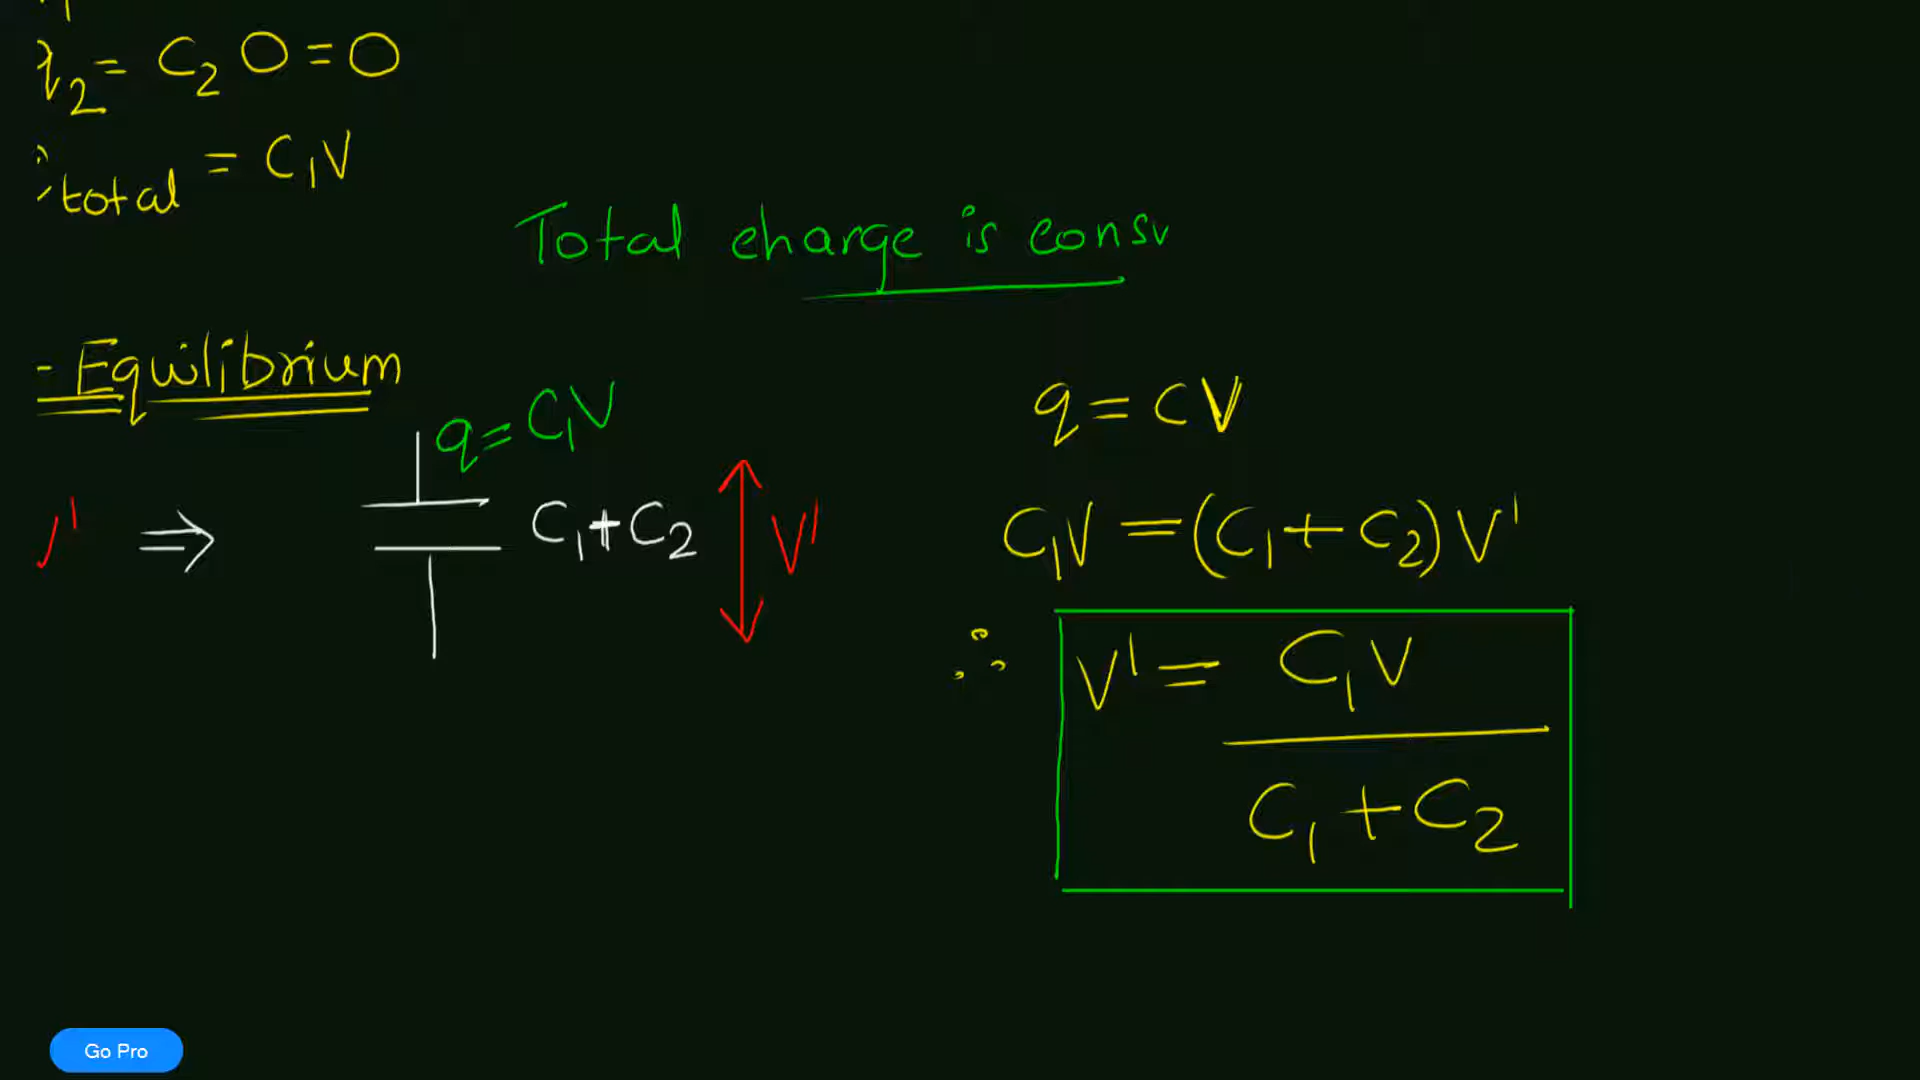 q₂ = C₂ 0 = 0
total = C₁V
Total charge is consv
- Equilibrium
q = C₁V
q = CV
V' ⇒
C₁+C₂
V'
C₁V = (C₁+C₂)V'
∴ V' = C₁V
C₁+C₂
Go Pro